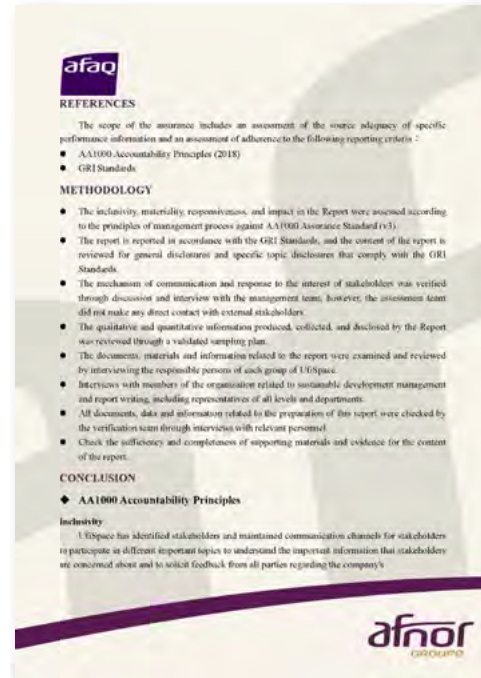 afaq
REFERENCES
The scope of the assurance includes an assessment of the source adequacy of specific
performance information and an assessment of adherence to the following reporting criteria：
● AA1000 Accountability Principles (2018)
● GRI Standards
METHODOLOGY
● The inclusivity, materiality, responsiveness, and impact in the Report were assessed according
to the principles of management process against AA1000 Assurance Standard (v3).
● The report is reported in accordance with the GRI Standards, and the content of the report is
reviewed for general disclosures and specific topic disclosures that comply with the GRI
Standards.
● The mechanism of communication and response to the interest of stakeholders was verified
through discussion and interview with the management team, however, the assessment team
did not make any direct contact with external stakeholders.
● The qualitative and quantitative information produced, collected, and disclosed by the Report
was reviewed through a validated sampling plan.
● The documents, materials and information related to the report were examined and reviewed
by interviewing the responsible persons of each group of UfiSpace.
● Interviews with members of the organization related to sustainable development management
and report writing, including representatives of all levels and departments.
● All documents, data and information related to the preparation of this report were checked by
the verification team through interviews with relevant personnel.
● Check the sufficiency and completeness of supporting materials and evidence for the content
of the report.
CONCLUSION
◆ AA1000 Accountability Principles
Inclusivity
UfiSpace has identified stakeholders and maintained communication channels for stakeholders
to participate in different important topics to understand the important information that stakeholders
are concerned about and to solicit feedback from all parties regarding the company's
afnor
GROUPE